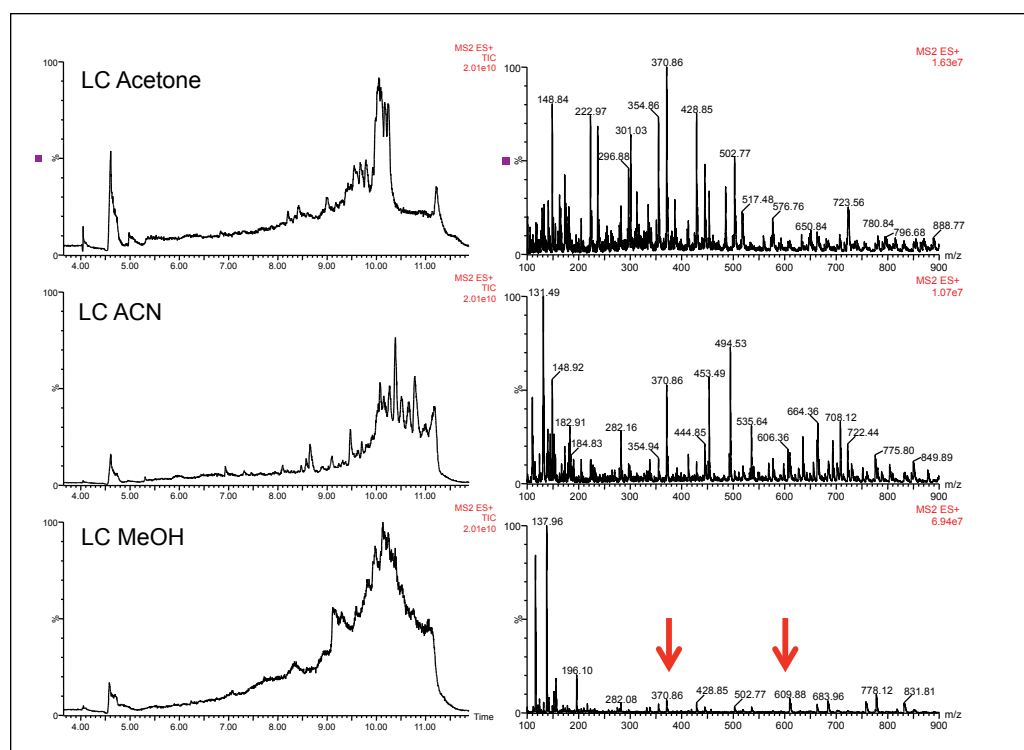 MS2 ES+
TIC
2.01e10
LC Acetone
100
%
0
4.00 5.00 6.00 7.00 8.00 9.00 10.00 11.00
MS2 ES+
1.63e7
100
%
0
370.86
148.84
222.97
354.86
428.85
301.03
296.88
502.77
517.48
576.76
723.56
650.84
780.84
796.68
888.77
100 200 300 400 500 600 700 800 900 m/z
MS2 ES+
TIC
2.01e10
LC ACN
100
%
0
4.00 5.00 6.00 7.00 8.00 9.00 10.00 11.00
MS2 ES+
1.07e7
100
%
0
131.49
494.53
148.92
370.86
453.49
182.91
184.83
282.16
354.94
444.85
535.64
606.36
664.36
708.12
722.44
775.80
849.89
100 200 300 400 500 600 700 800 900 m/z
MS2 ES+
TIC
2.01e10
LC MeOH
100
%
0
4.00 5.00 6.00 7.00 8.00 9.00 10.00 11.00 Time
MS2 ES+
6.94e7
100
%
0
137.96
196.10
282.08
370.86
428.85
502.77
609.88
683.96
778.12
831.81
100 200 300 400 500 600 700 800 900 m/z